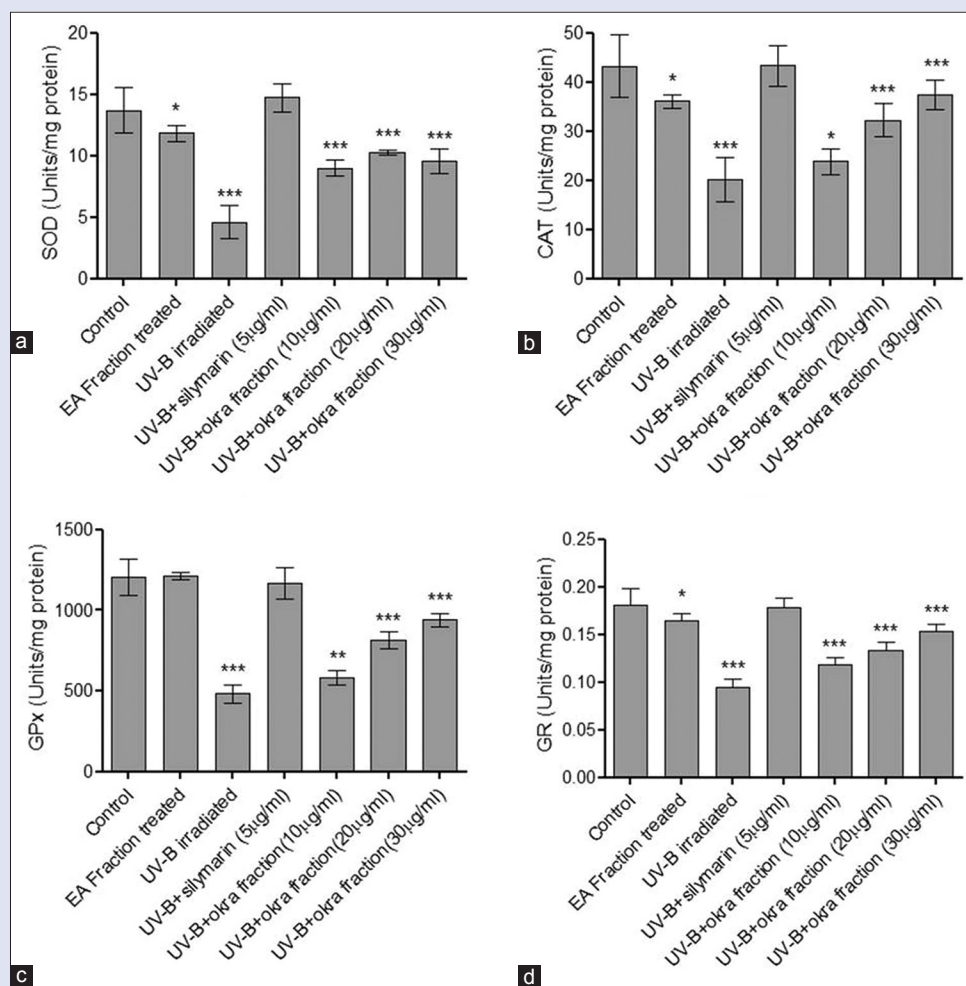 20
15
10
5
0
SOD (Units/mg protein)
*
***
***
***
***
Control
EA Fraction treated
UV-B irradiated
UV-B+silymarin (5µg/ml)
UV-B+okra fraction (10µg/ml)
UV-B+okra fraction (20µg/ml)
UV-B+okra fraction (30µg/ml)
a
50
40
30
20
10
0
CAT (Units/mg protein)
*
***
*
***
***
Control
EA Fraction treated
UV-B irradiated
UV-B+silymarin (5µg/ml)
UV-B+okra fraction (10µg/ml)
UV-B+okra fraction (20µg/ml)
UV-B+okra fraction (30µg/ml)
b
1500
1000
500
0
GPx (Units/mg protein)
***
**
***
***
Control
EA Fraction treated
UV-B irradiated
UV-B+silymarin (5µg/ml)
UV-B+okra fraction(10µg/ml)
UV-B+okra fraction(20µg/ml)
UV-B+okra fraction(30µg/ml)
c
0.25
0.20
0.15
0.10
0.05
0.00
GR (Units/mg protein)
*
***
***
***
***
Control
EA Fraction treated
UV-B irradiated
UV-B+silymarin (5µg/ml)
UV-B+okra fraction (10µg/ml)
UV-B+okra fraction (20µg/ml)
UV-B+okra fraction (30µg/ml)
d